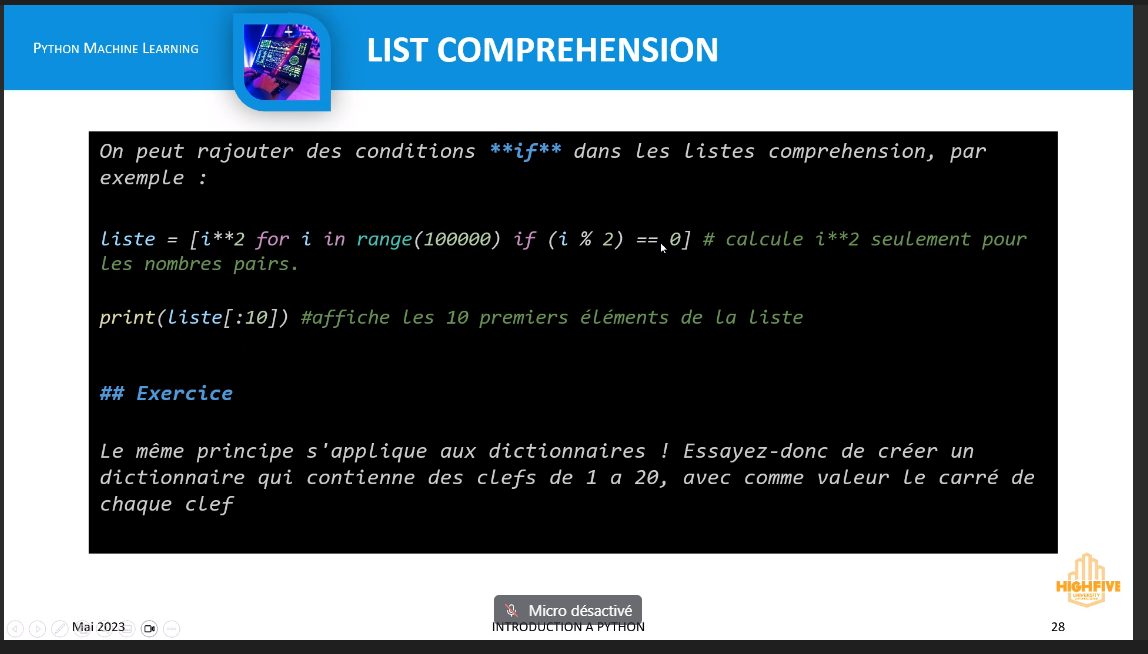 PYTHON MACHINE LEARNING
LIST COMPREHENSION
On peut rajouter des conditions **if** dans les listes comprehension, par
exemple :
liste = [i**2 for i in range(100000) if (i % 2) == 0] # calcule i**2 seulement pour
les nombres pairs.
print(liste[:10]) #affiche les 10 premiers éléments de la liste
## Exercice
Le même principe s'applique aux dictionnaires ! Essayez-donc de créer un
dictionnaire qui contienne des clefs de 1 a 20, avec comme valeur le carré de
chaque clef
HIGHFIVE
UNIVERSITY
Micro désactivé
Mai 2023
INTRODUCTION A PYTHON
28